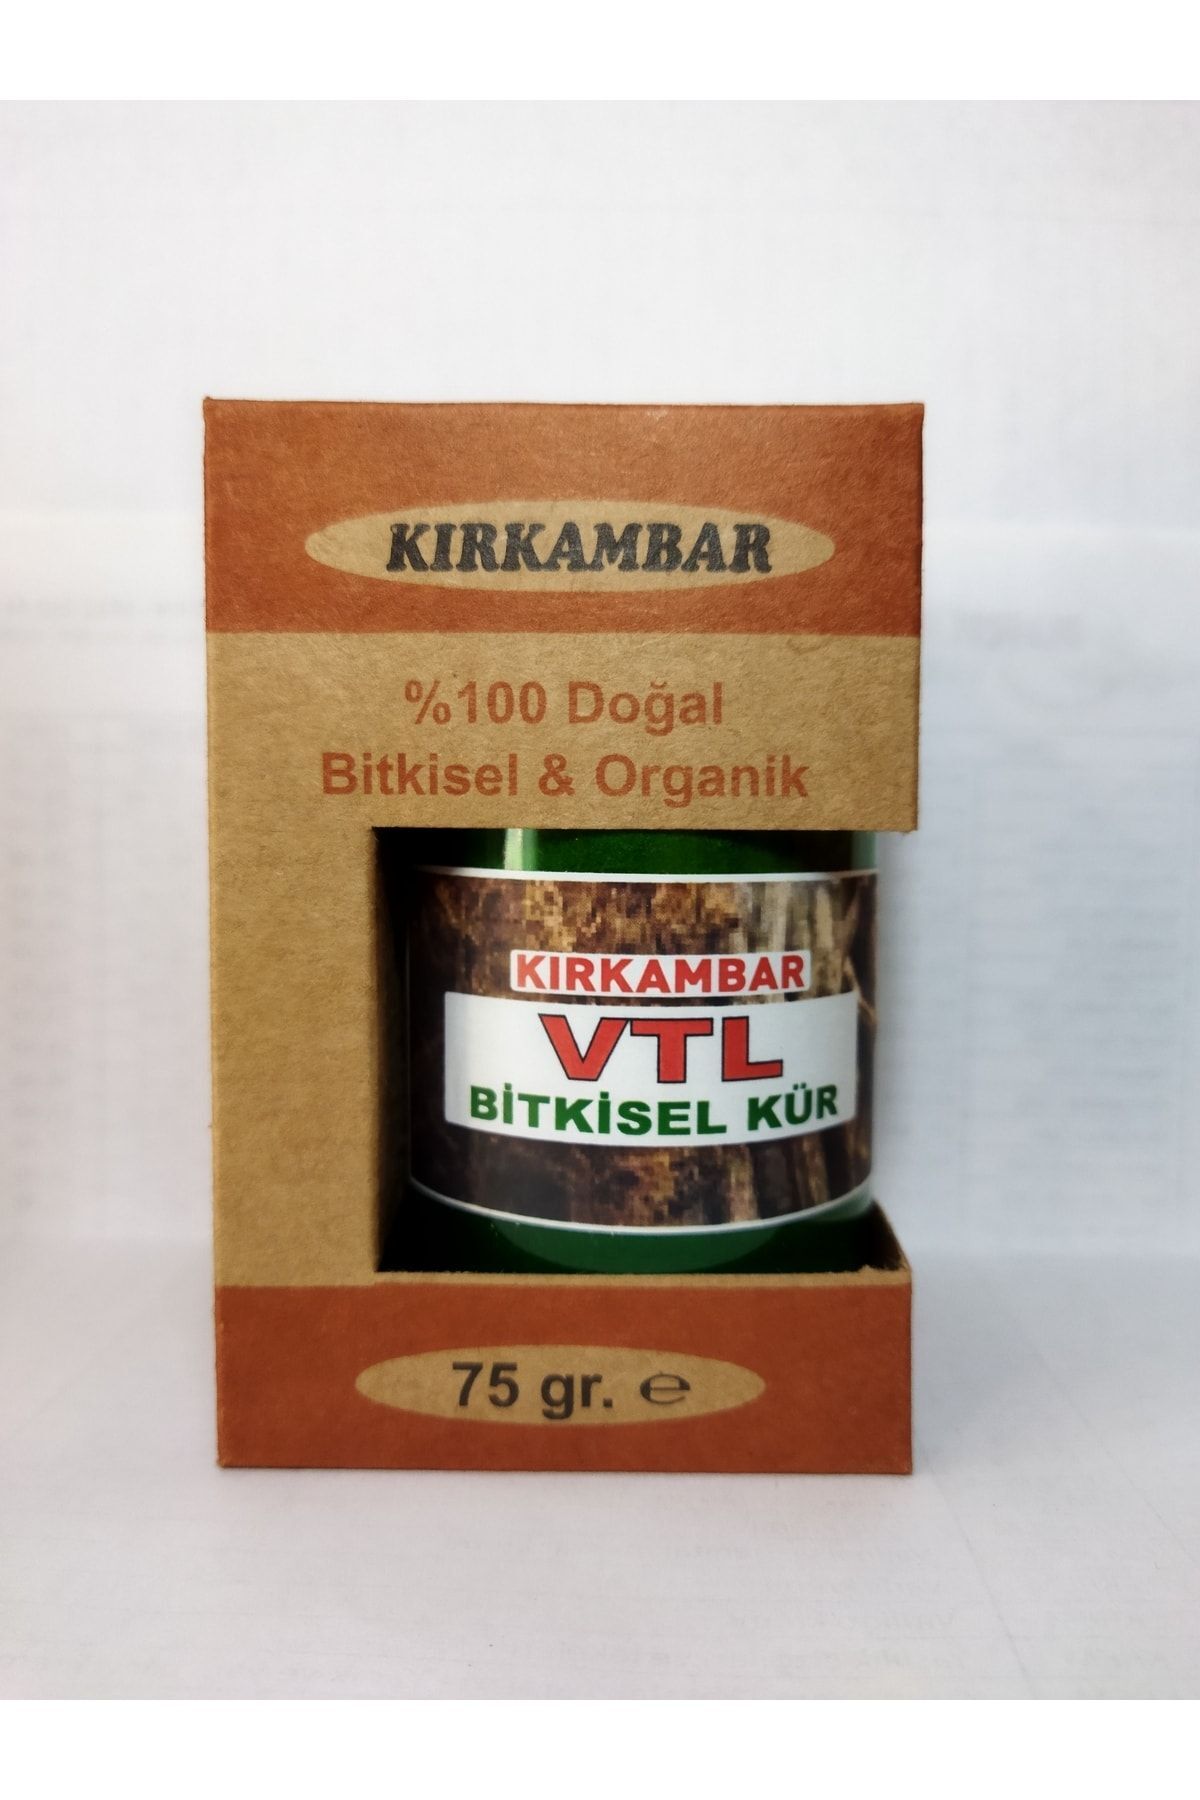 KIRKAMBAR
%100 Doğal
Bitkisel & Organik
KIRKAMBAR
VTL
BİTKİSEL KÜR
75 gr. ℮